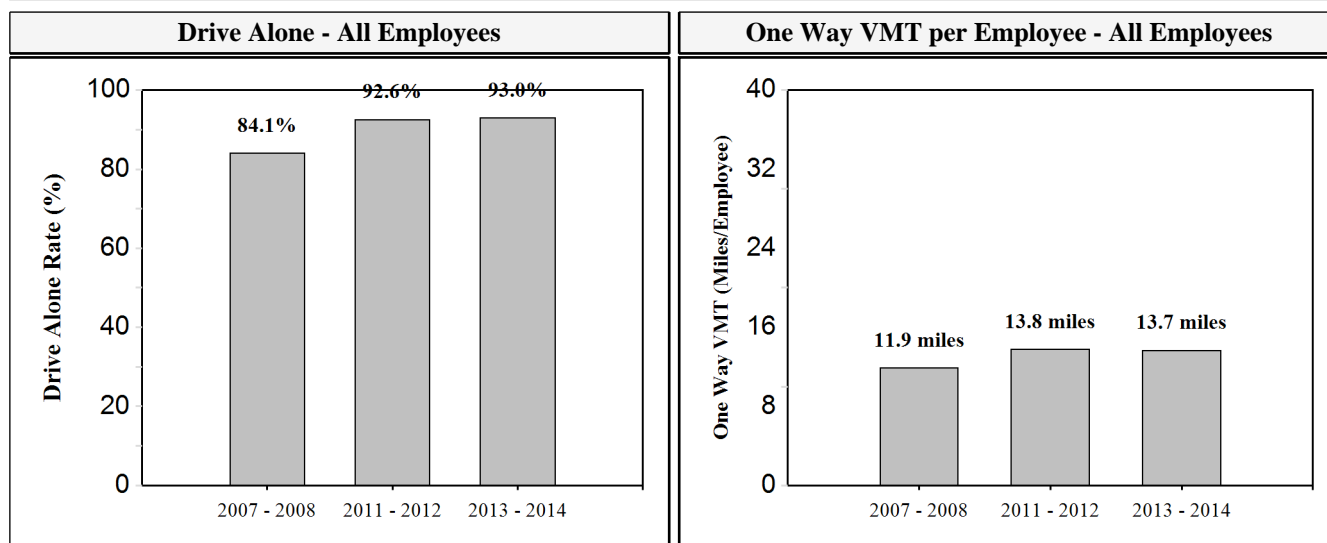 Drive Alone - All Employees
100
80
60
40
20
0
Drive Alone Rate (%)
84.1%
92.6%
93.0%
2007 - 2008
2011 - 2012
2013 - 2014
One Way VMT per Employee - All Employees
40
32
24
16
8
0
One Way VMT (Miles/Employee)
11.9 miles
13.8 miles
13.7 miles
2007 - 2008
2011 - 2012
2013 - 2014